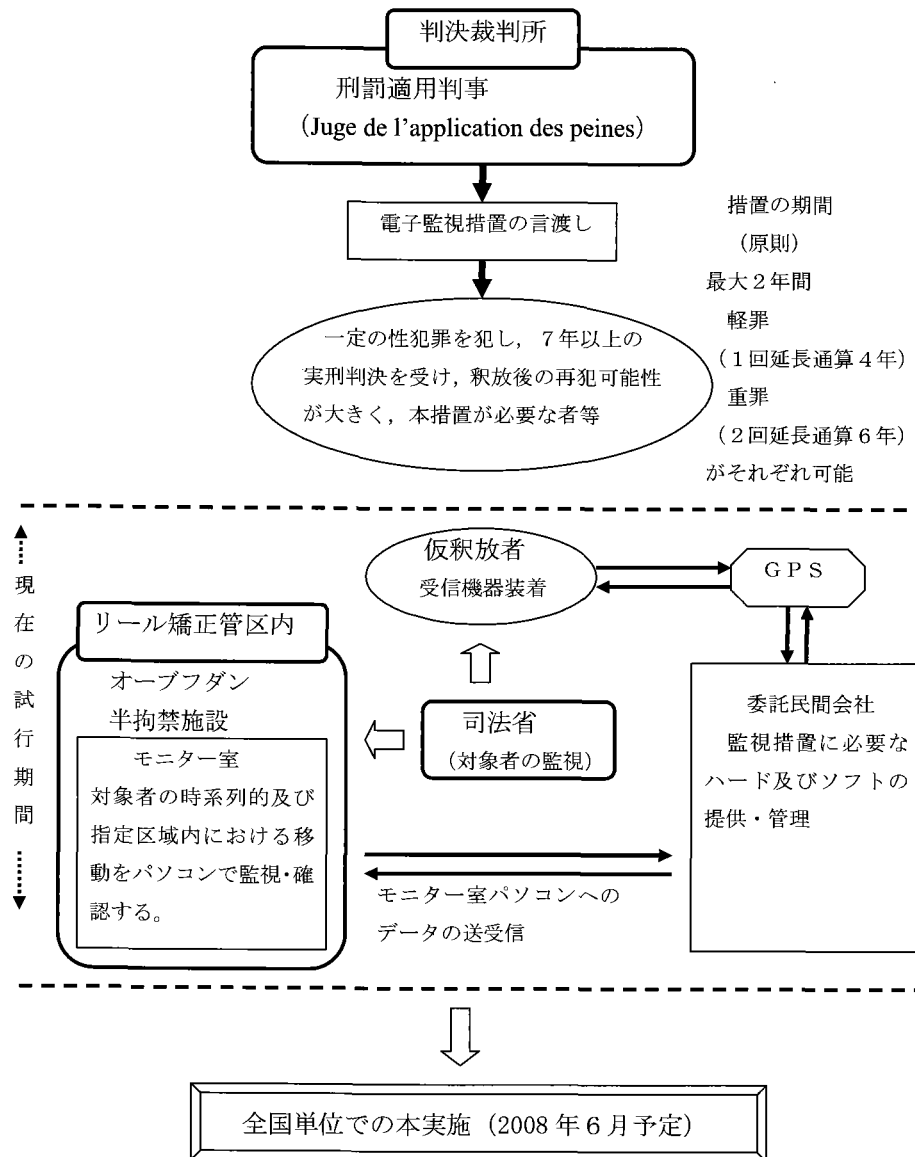 判決裁判所
刑罰適用判事
（Juge de l’application des peines）
電子監視措置の言渡し
措置の期間
（原則）
最大２年間
軽罪
（１回延長通算４年）
重罪
（２回延長通算６年）
がそれぞれ可能
一定の性犯罪を犯し，７年以上の
実刑判決を受け，釈放後の再犯可能性
が大きく，本措置が必要な者等
現在の試行期間
仮釈放者
受信機器装着
ＧＰＳ
リール矯正管区内
オーブフダン
半拘禁施設
モニター室
対象者の時系列的及び
指定区域内における移
動をパソコンで監視・確
認する。
司法省
（対象者の監視）
委託民間会社
監視措置に必要な
ハード及びソフトの
提供・管理
モニター室パソコンへの
データの送受信
全国単位での本実施（2008 年６月予定）